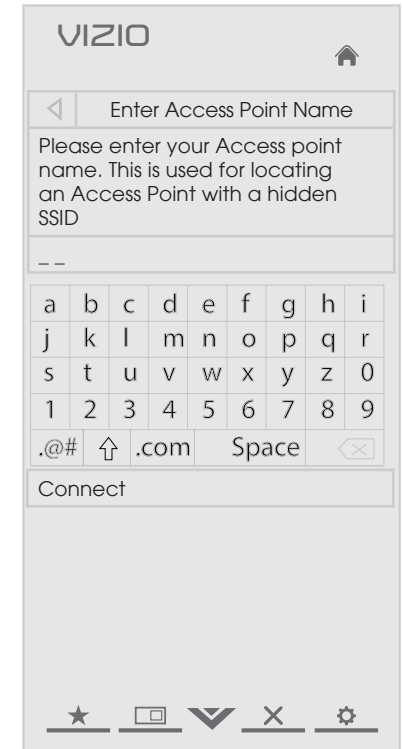 VIZIO
Enter Access Point Name
Please enter your Access point
name. This is used for locating
an Access Point with a hidden
SSID
_ _
a b c d e f g h i
j k l m n o p q r
s t u v w x y z 0
1 2 3 4 5 6 7 8 9
.@# .com Space
Connect